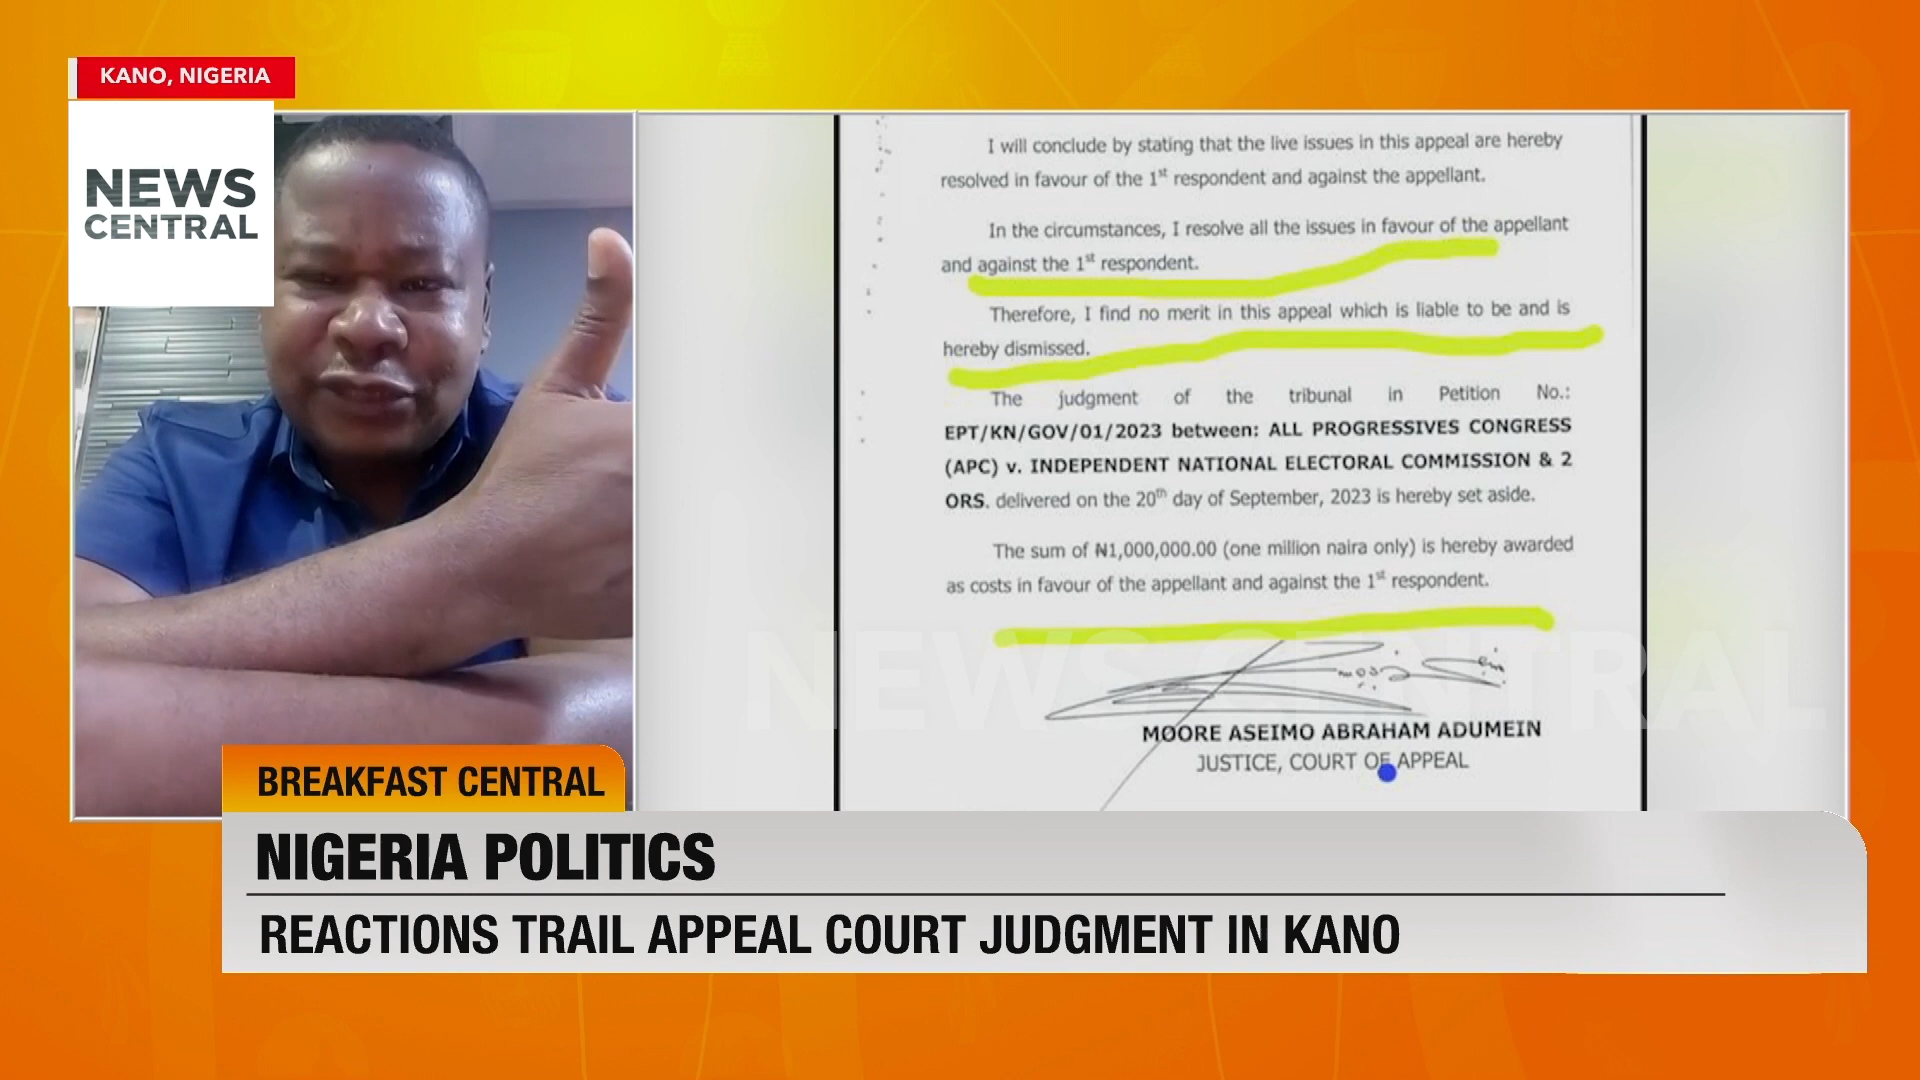 KANO, NIGERIA
NEWS
CENTRAL
I will conclude by stating that the live issues in this appeal are hereby
resolved in favour of the 1st respondent and against the appellant.
In the circumstances, I resolve all the issues in favour of the appellant
and against the 1st respondent.
Therefore, I find no merit in this appeal which is liable to be and is
hereby dismissed.
The judgment of the tribunal in Petition No.:
EPT/KN/GOV/01/2023 between: ALL PROGRESSIVES CONGRESS
(APC) v. INDEPENDENT NATIONAL ELECTORAL COMMISSION & 2
ORS. delivered on the 20th day of September, 2023 is hereby set aside.
The sum of ₦1,000,000.00 (one million naira only) is hereby awarded
as costs in favour of the appellant and against the 1st respondent.
NEWS CENTRAL
MOORE ASEIMO ABRAHAM ADUMEIN
JUSTICE, COURT OF APPEAL
BREAKFAST CENTRAL
NIGERIA POLITICS
REACTIONS TRAIL APPEAL COURT JUDGMENT IN KANO